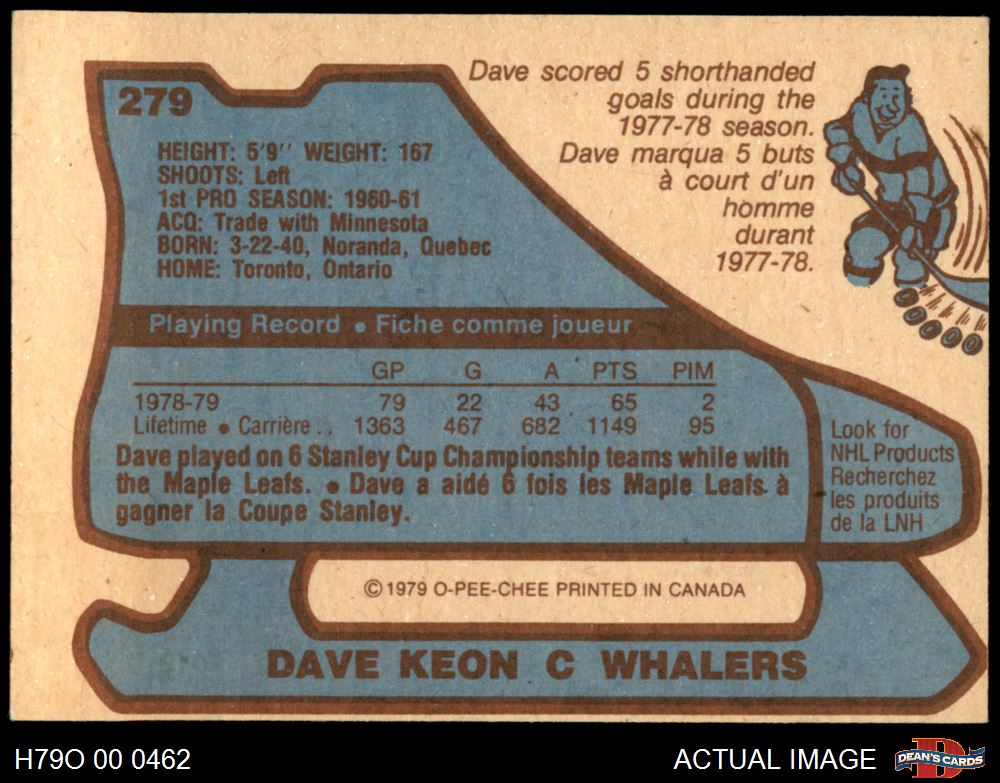 279
HEIGHT: 5'9'' WEIGHT: 167
SHOOTS: Left
1st PRO SEASON: 1960-61
ACQ: Trade with Minnesota
BORN: 3-22-40, Noranda, Quebec
HOME: Toronto, Ontario
Dave scored 5 shorthanded
goals during the
1977-78 season.
Dave marqua 5 buts
à court d'un
homme
durant
1977-78.
Playing Record • Fiche comme joueur
GP G A PTS PIM
1978-79 79 22 43 65 2
Lifetime • Carrière .. 1363 467 682 1149 95
Dave played on 6 Stanley Cup Championship teams while with
the Maple Leafs. • Dave a aidé 6 fois les Maple Leafs à
gagner la Coupe Stanley.
Look for
NHL Products
Recherchez
les produits
de la LNH
© 1979 O-PEE-CHEE PRINTED IN CANADA
DAVE KEON C WHALERS
H79O 00 0462
ACTUAL IMAGE
D
DEAN'S CARDS